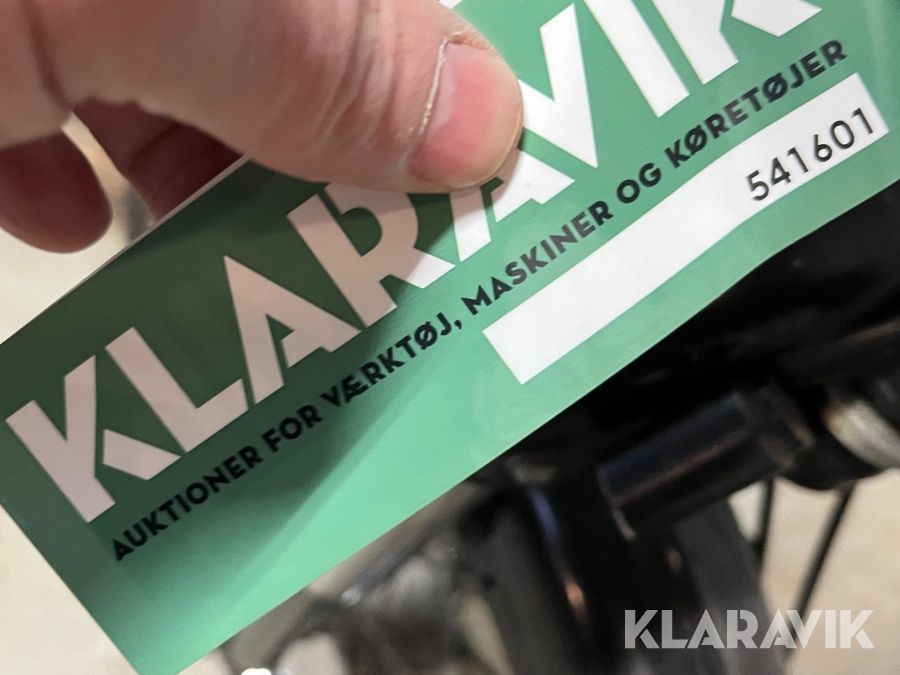 KLARAVIK
AUKTIONER FOR VÆRKTØJ, MASKINER OG KØRETØJER
541601
KLARAVIK